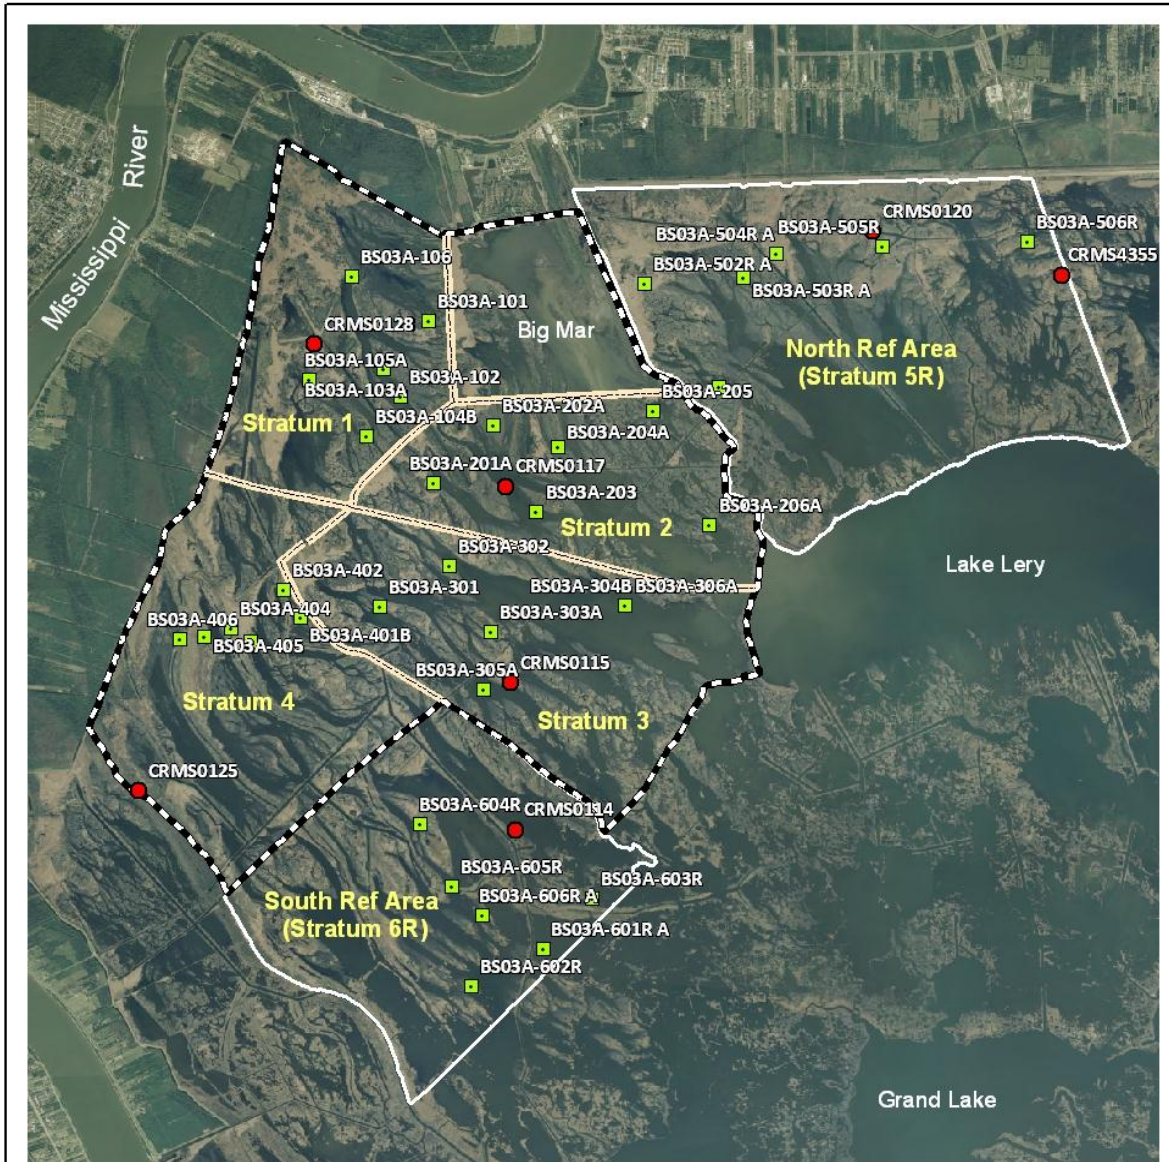 Mississippi River
BS03A-106
BS03A-101
CRMS0128
BS03A-105A
BS03A-102
BS03A-103A
BS03A-104B
Stratum 1
Big Mar
BS03A-504R A
BS03A-505R
CRMS0120
BS03A-506R
BS03A-502R A
BS03A-503R A
CRMS4355
North Ref Area
(Stratum 5R)
BS03A-205
BS03A-202A
BS03A-204A
BS03A-201A
CRMS0117
BS03A-203
Stratum 2
BS03A-206A
Lake Lery
BS03A-302
BS03A-402
BS03A-301
BS03A-304B
BS03A-306A
BS03A-404
BS03A-406
BS03A-303A
BS03A-401B
BS03A-405
BS03A-305A
CRMS0115
Stratum 4
Stratum 3
CRMS0125
BS03A-604R
CRMS0114
BS03A-605R
BS03A-603R
South Ref Area
(Stratum 6R)
BS03A-606R A
BS03A-601R A
BS03A-602R
Grand Lake